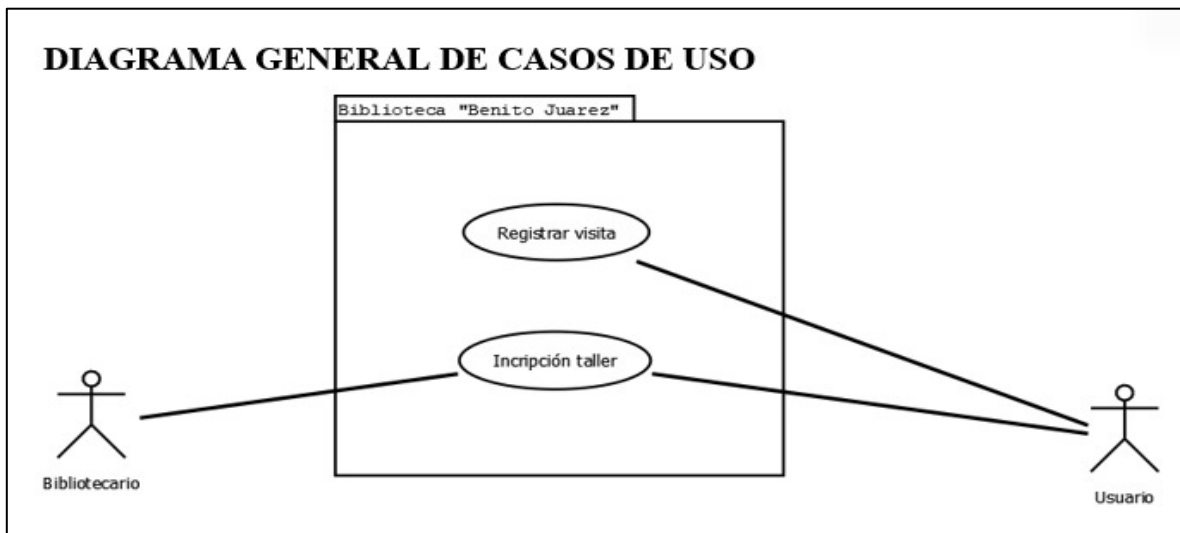 DIAGRAMA GENERAL DE CASOS DE USO
Biblioteca "Benito Juarez"
Registrar visita
Incripción taller
Bibliotecario
Usuario